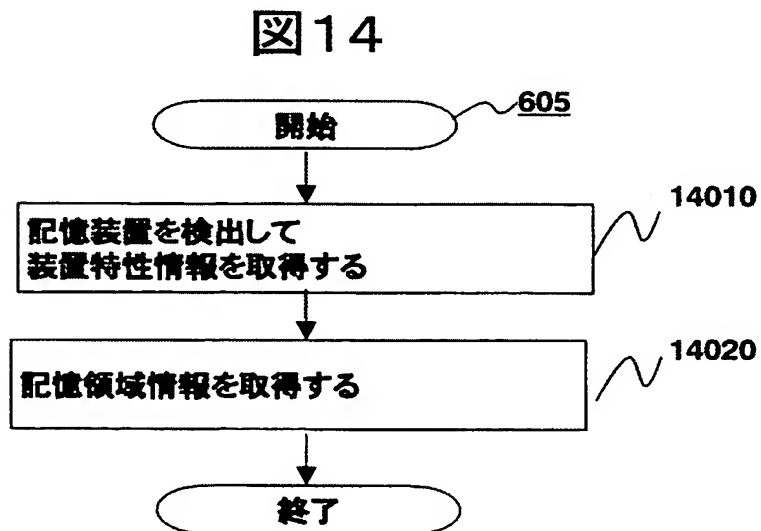 図14
開始
605
記憶装置を検出して
装置特性情報を取得する
14010
記憶領域情報を取得する
14020
終了